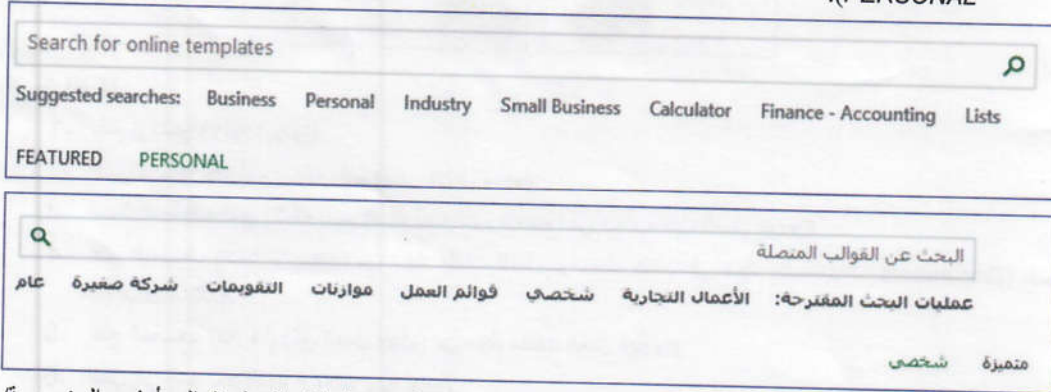 PERSONAL
Search for online templates
Suggested searches: Business Personal Industry Small Business Calculator Finance - Accounting Lists
FEATURED PERSONAL
البحث عن القوالب المتصلة
عمليات البحث المقترحة: الأعمال التجارية شخصي قوائم العمل موازنات التقويمات شركة صغيرة عام
متميزة شخصي